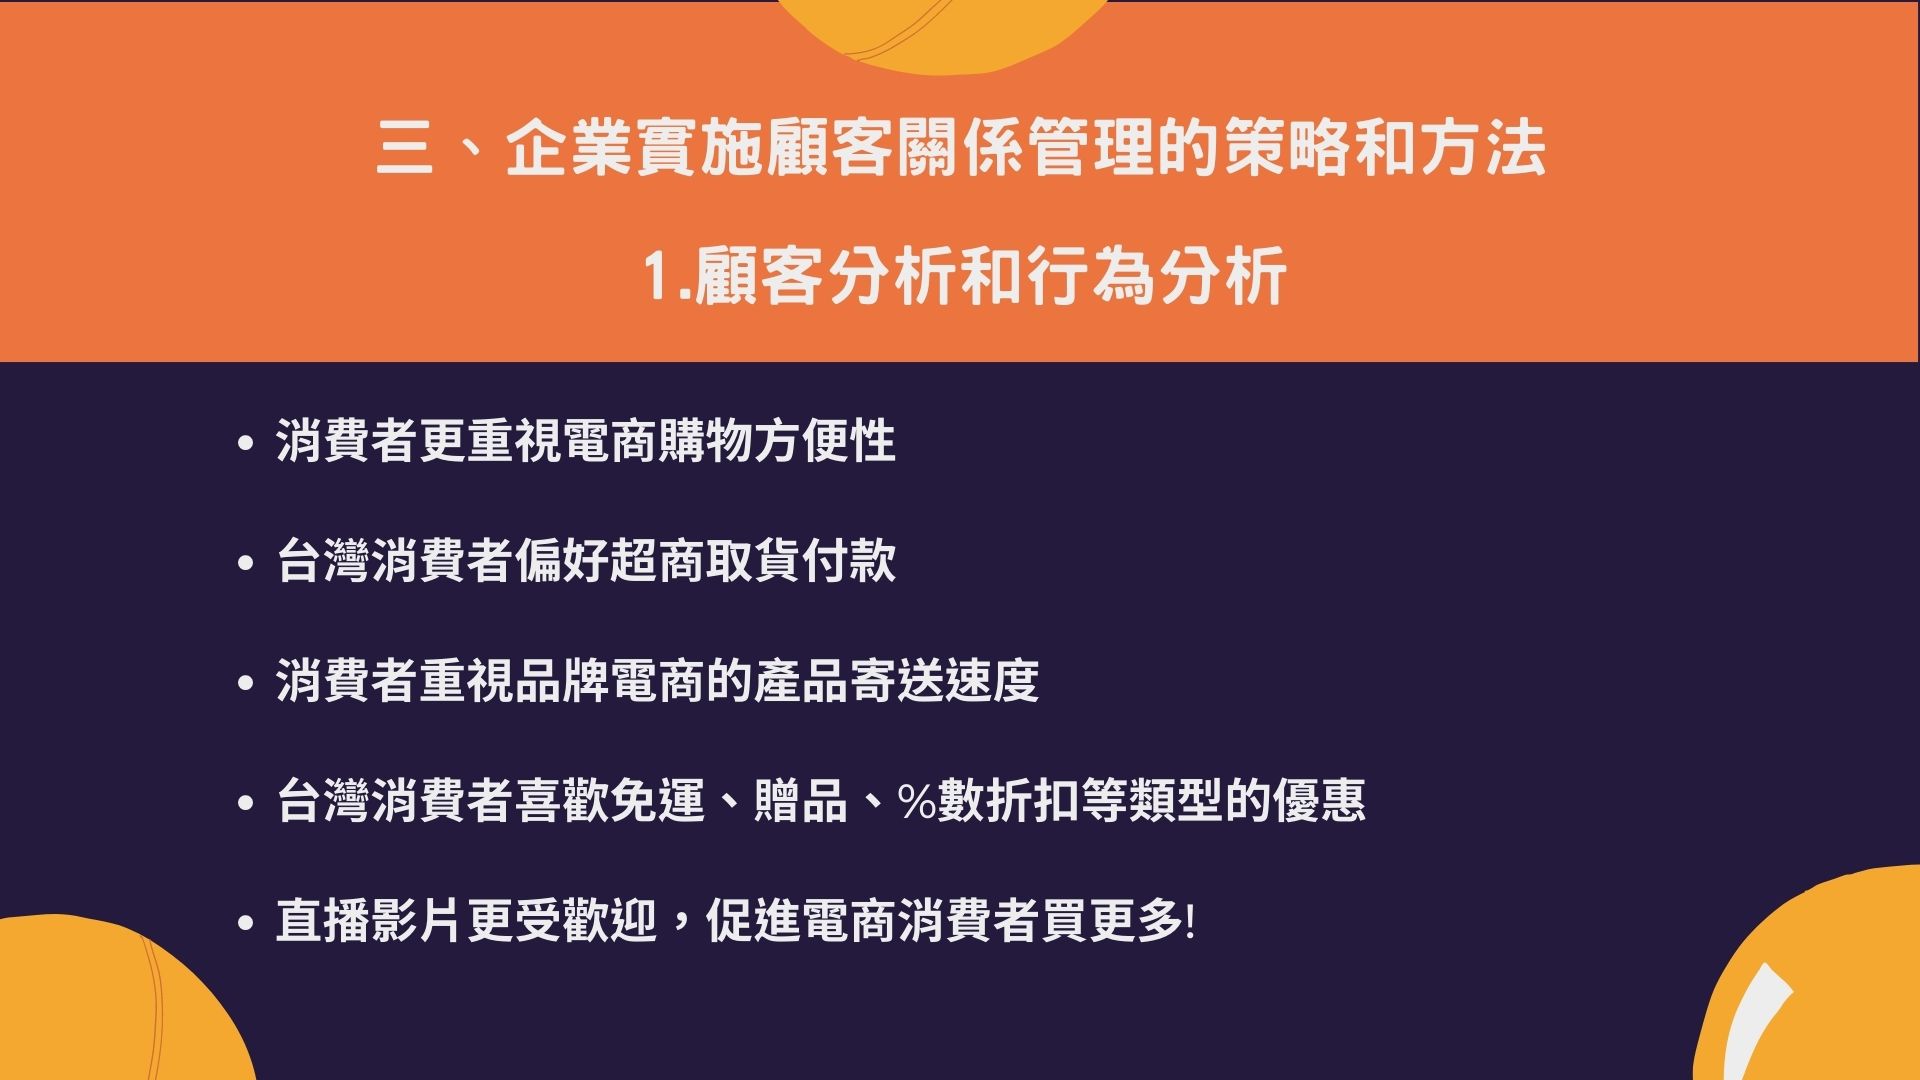 三、企業實施顧客關係管理的策略和方法
1.顧客分析和行為分析
• 消費者更重視電商購物方便性
• 台灣消費者偏好超商取貨付款
• 消費者重視品牌電商的產品寄送速度
• 台灣消費者喜歡免運、贈品、%數折扣等類型的優惠
• 直播影片更受歡迎，促進電商消費者買更多!